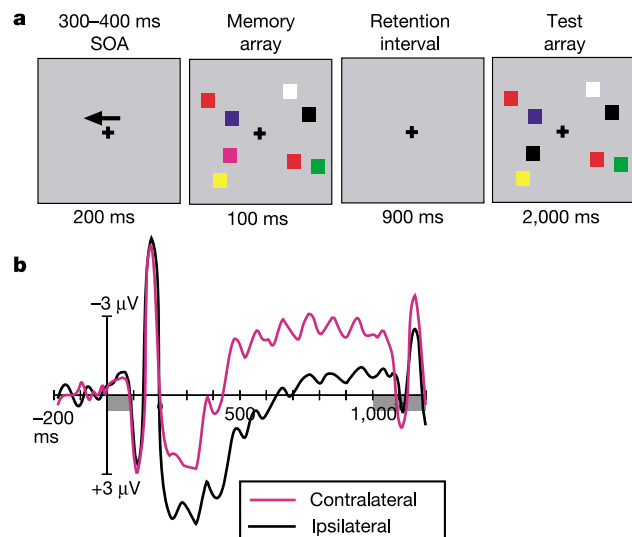 a
300–400 ms
SOA
Memory
array
Retention
interval
Test
array
200 ms
100 ms
900 ms
2,000 ms
b
–3 µV
–200
ms
500
1,000
+3 µV
Contralateral
Ipsilateral